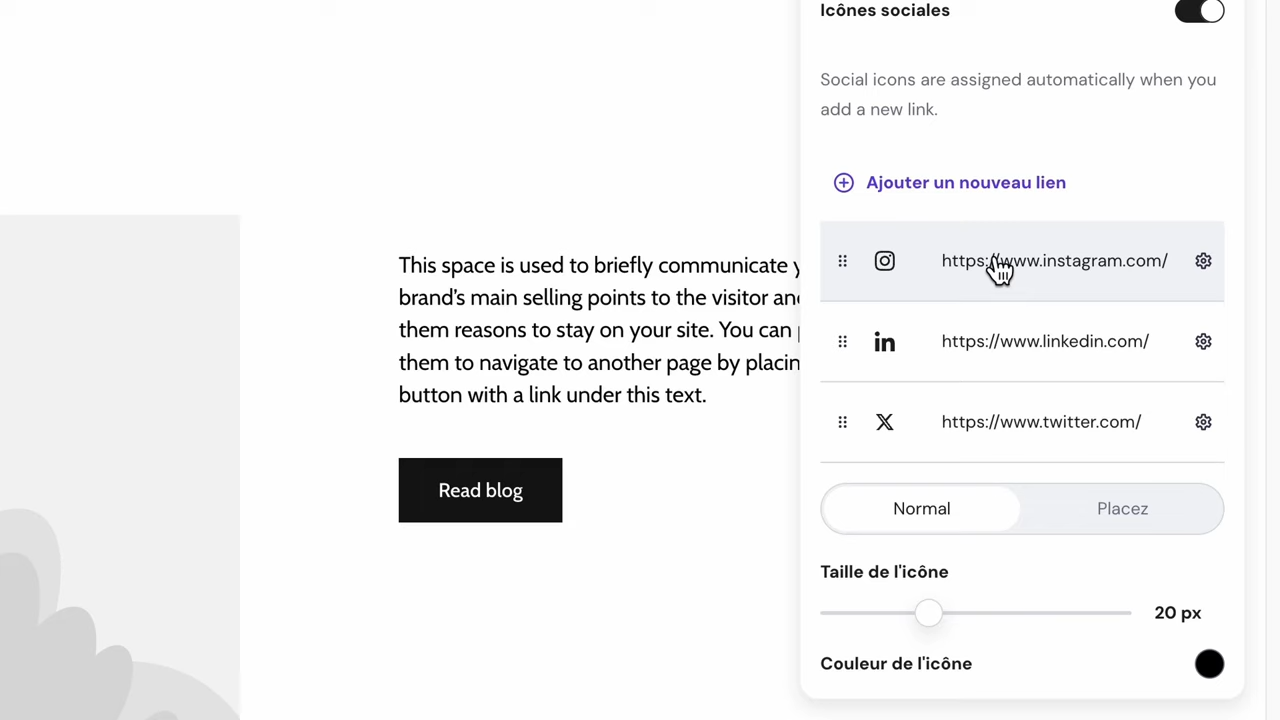 Icônes sociales
Social icons are assigned automatically when you
add a new link.
Ajouter un nouveau lien
https://www.instagram.com/
https://www.linkedin.com/
https://www.twitter.com/
Normal
Placez
Taille de l'icône
20 px
Couleur de l'icône
This space is used to briefly communicate
brand’s main selling points to the visitor
them reasons to stay on your site. You can
them to navigate to another page by
button with a link under this text.
Read blog